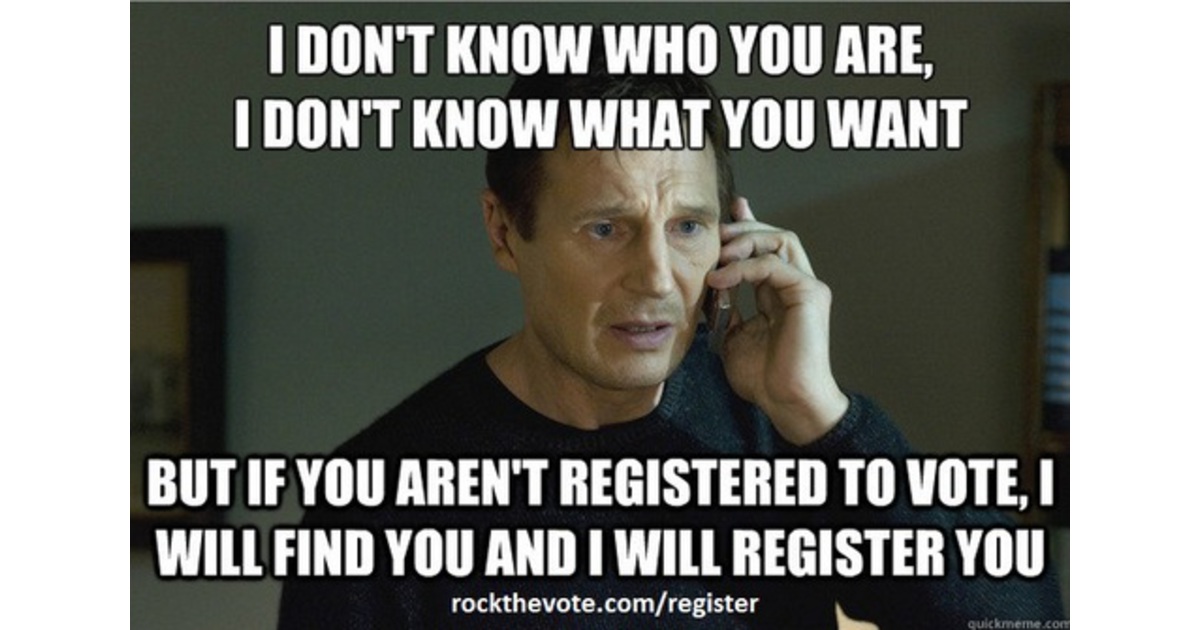 I DON'T KNOW WHO YOU ARE,
I DON'T KNOW WHAT YOU WANT
BUT IF YOU AREN'T REGISTERED TO VOTE, I
WILL FIND YOU AND I WILL REGISTER YOU
rockthevote.com/register
quickmeme.com